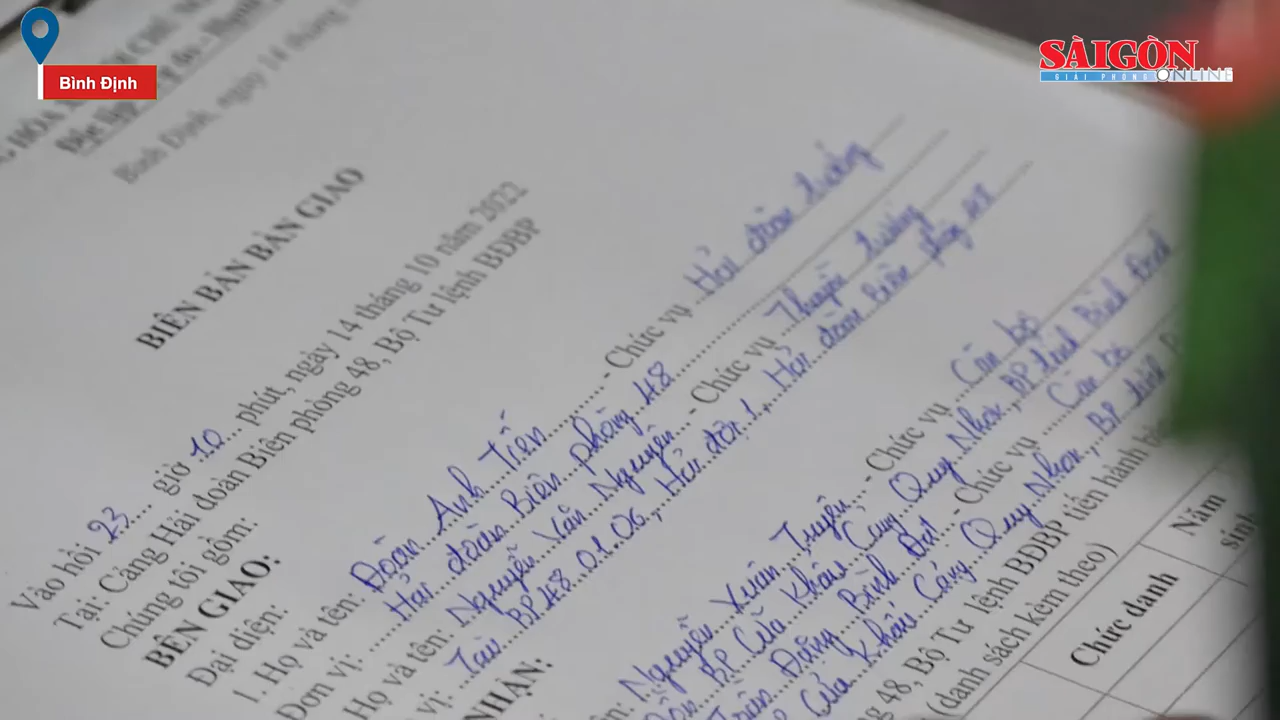 Bình Định
SÀIGÒN
GIẢI PHÓNG ONLINE
Bình Định, ngày 14 tháng
BIÊN BẢN BÀN GIAO
Vào hồi 23 giờ 10 phút, ngày 14 tháng 10 năm 2022
Tại: Cảng Hải đoàn Biên phòng 48, Bộ Tư lệnh BĐBP
Chúng tôi gồm:
BÊN GIAO:
Đại diện:
1. Họ và tên: Đoàn Anh Tiến - Chức vụ Hải đoàn trưởng
Đơn vị: Hải đoàn Biên phòng 48
Họ và tên: Nguyễn Văn Nguyên - Chức vụ Thuyền trưởng
vị: Tàu BP 48.01.06, Hải đội 1, Hải đoàn Biên phòng 48
NHẬN:
Nguyễn Xuân Truyện - Chức vụ Cán bộ
Đồn BP Cửa Khẩu Cảng Quy Nhơn, BP tỉnh Bình Định
Trần Đăng Bình Đạt - Chức vụ Cán bộ
Cửa Khẩu Cảng Quy Nhơn, BP tỉnh
48, Bộ Tư lệnh BĐBP tiến hành
(danh sách kèm theo)
Chức danh
Năm
sinh